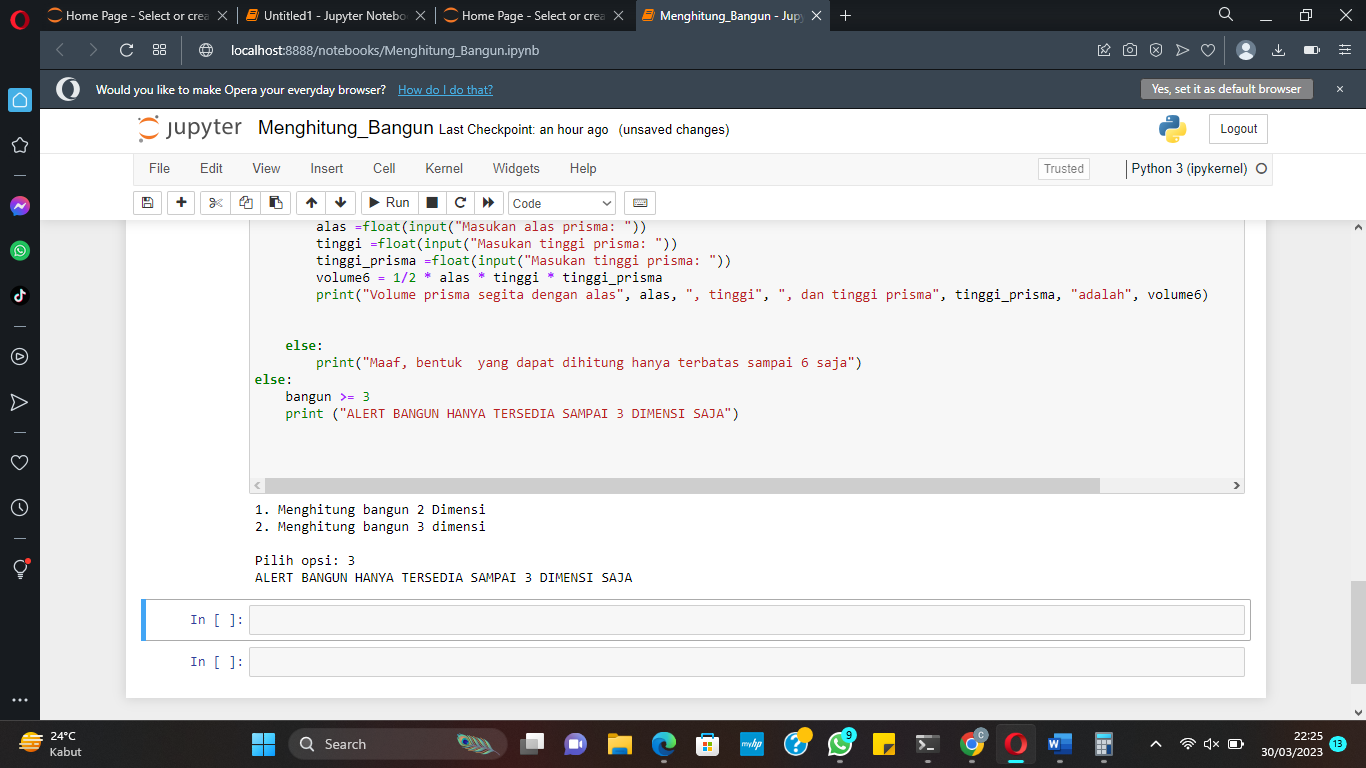 Home Page - Select or crea
Untitled1 - Jupyter Notebo
Home Page - Select or crea
Menghitung_Bangun - Jup
localhost:8888/notebooks/Menghitung_Bangun.ipynb
Would you like to make Opera your everyday browser? How do I do that?
Yes, set it as default browser
jupyter Menghitung_Bangun Last Checkpoint: an hour ago (unsaved changes)
Logout
File Edit View Insert Cell Kernel Widgets Help
Trusted
Python 3 (ipykernel)
Run
Code
alas =float(input("Masukan alas prisma: "))
tinggi =float(input("Masukan tinggi prisma: "))
tinggi_prisma =float(input("Masukan tinggi prisma: "))
volume6 = 1/2 * alas * tinggi * tinggi_prisma
print("Volume prisma segita dengan alas", alas, ", tinggi", ", dan tinggi prisma", tinggi_prisma, "adalah", volume6)
else:
print("Maaf, bentuk  yang dapat dihitung hanya terbatas sampai 6 saja")
else:
bangun >= 3
print ("ALERT BANGUN HANYA TERSEDIA SAMPAI 3 DIMENSI SAJA")
1. Menghitung bangun 2 Dimensi
2. Menghitung bangun 3 dimensi
Pilih opsi: 3
ALERT BANGUN HANYA TERSEDIA SAMPAI 3 DIMENSI SAJA
In [ ]:
In [ ]:
24°C
Kabut
Search
myhp
9
C
22:25
30/03/2023
13